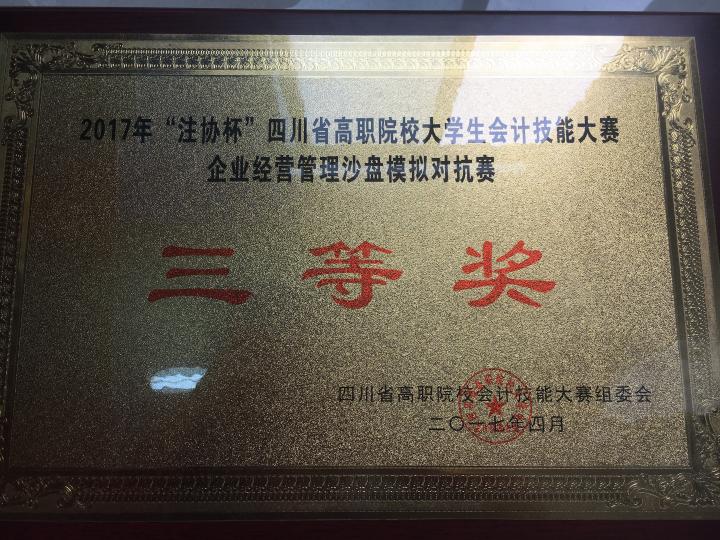 2017年“注协杯”四川省高职院校大学生会计技能大赛
企业经营管理沙盘模拟对抗赛
三等奖
四川省高职院校会计技能大赛组委会
二〇一七年四月